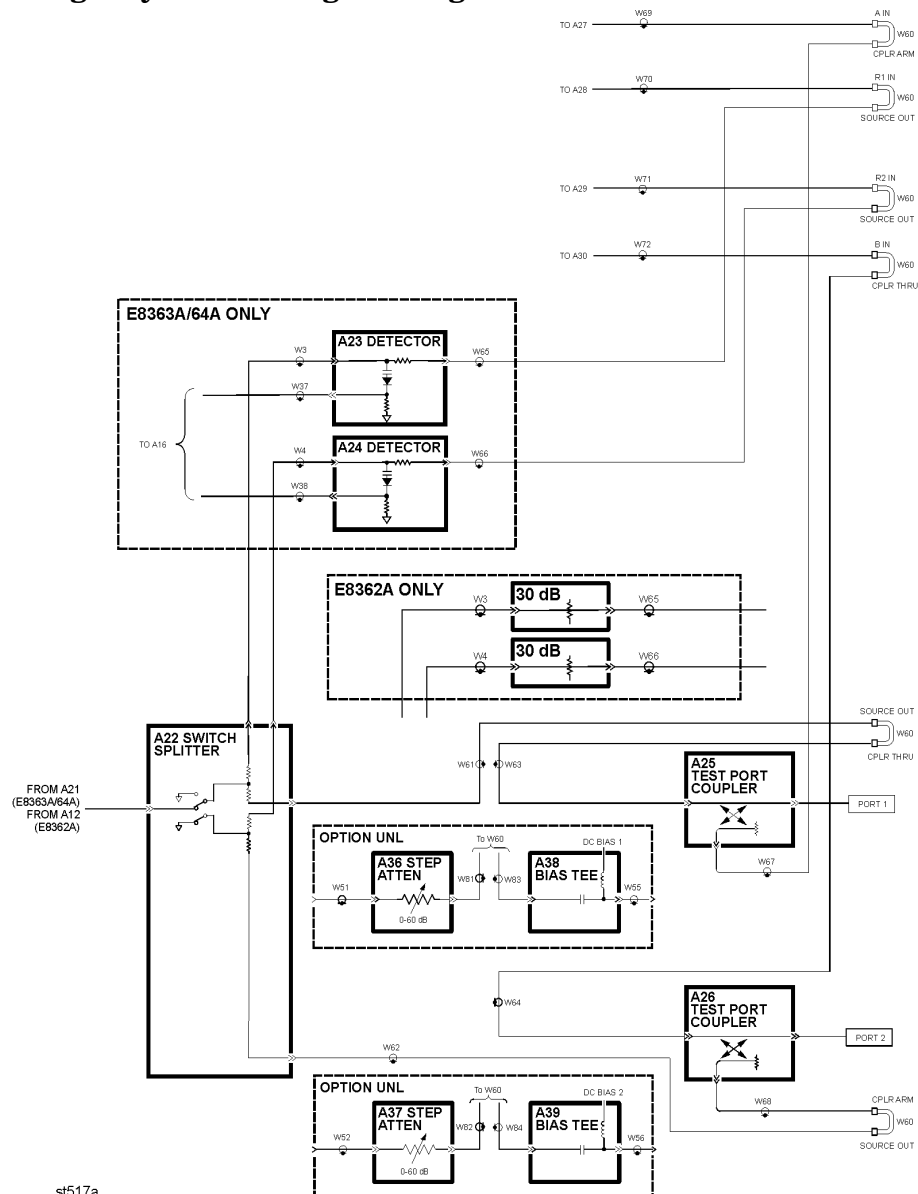 W69
A IN
TO A27
W60
CPLR ARM
W70
R1 IN
TO A28
W60
SOURCE OUT
W71
R2 IN
TO A29
W60
SOURCE OUT
W72
B IN
TO A30
W60
CPLR THRU
E8363A/64A ONLY
A23 DETECTOR
W3
W65
W37
TO A16
A24 DETECTOR
W4
W66
W38
E8362A ONLY
30 dB
W3
W65
30 dB
W4
W66
SOURCE OUT
W60
CPLR THRU
A22 SWITCH
SPLITTER
W61
W63
A25
TEST PORT
COUPLER
FROM A21
(E8363A/64A)
FROM A12
(E8362A)
PORT 1
W67
OPTION UNL
To W60
DC BIAS 1
A36 STEP
ATTEN
A38
BIAS TEE
W51
W81
W83
W55
0-60 dB
W64
A26
TEST PORT
COUPLER
PORT 2
W62
W68
CPLR ARM
W60
SOURCE OUT
OPTION UNL
To W60
DC BIAS 2
A37 STEP
ATTEN
A39
BIAS TEE
W52
W82
W84
W56
0-60 dB
st517a